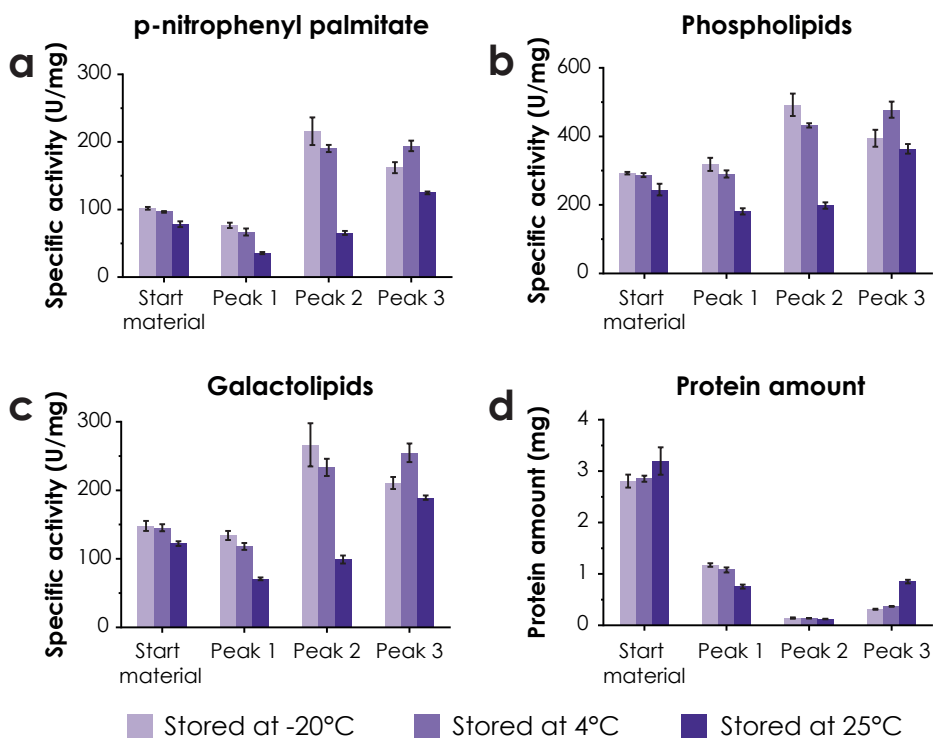 p-nitrophenyl palmitate
a
Specific activity (U/mg)
300
200
100
0
Start material
Peak 1
Peak 2
Peak 3
Phospholipids
b
Specific activity (U/mg)
600
400
200
0
Start material
Peak 1
Peak 2
Peak 3
Galactolipids
c
Specific activity (U/mg)
300
200
100
0
Start material
Peak 1
Peak 2
Peak 3
Protein amount
d
Protein amount (mg)
4
3
2
1
0
Start material
Peak 1
Peak 2
Peak 3
Stored at -20°C
Stored at 4°C
Stored at 25°C